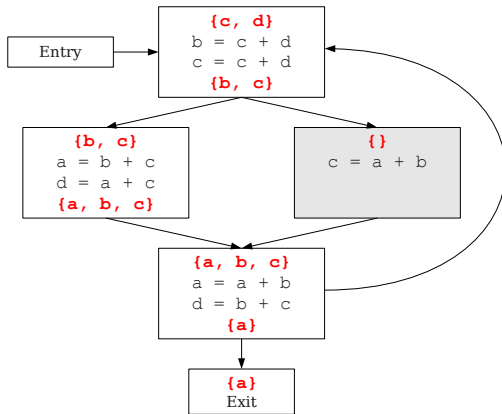 Entry
{c, d}
b = c + d
c = c + d
{b, c}
{b, c}
a = b + c
d = a + c
{a, b, c}
{}
c = a + b
{a, b, c}
a = a + b
d = b + c
{a}
{a}
Exit